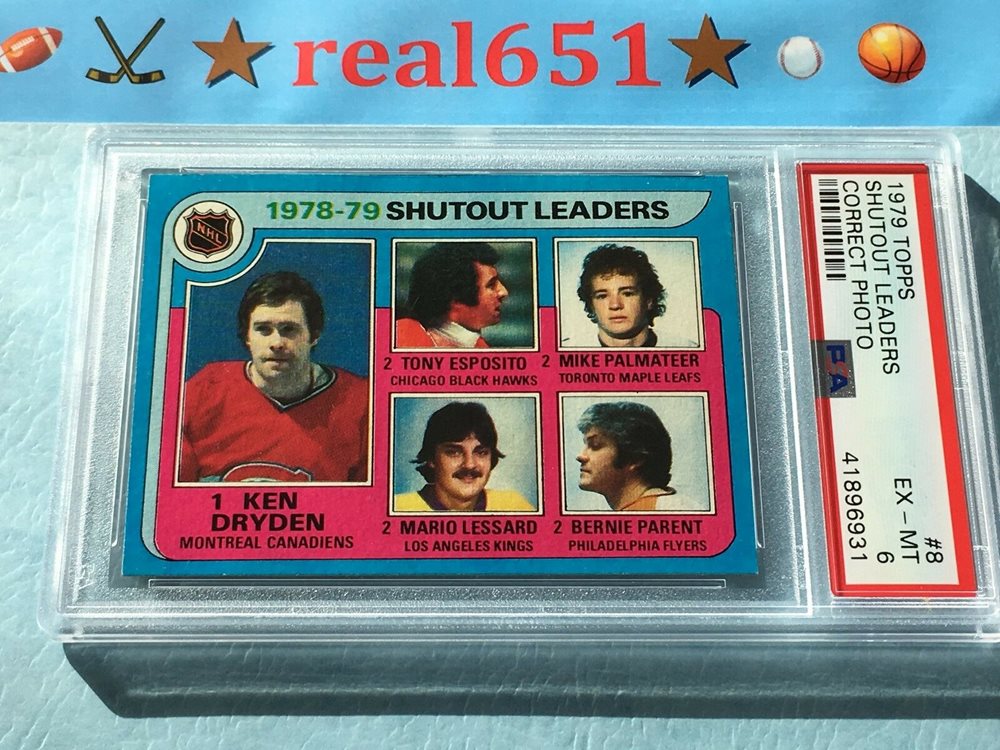 real651
NHL
1978-79 SHUTOUT LEADERS
1 KEN
DRYDEN
MONTREAL CANADIENS
2 TONY ESPOSITO
CHICAGO BLACK HAWKS
2 MIKE PALMATEER
TORONTO MAPLE LEAFS
2 MARIO LESSARD
LOS ANGELES KINGS
2 BERNIE PARENT
PHILADELPHIA FLYERS
1979 TOPPS
SHUTOUT LEADERS
CORRECT PHOTO
PSA
#8
EX-MT
6
41896931